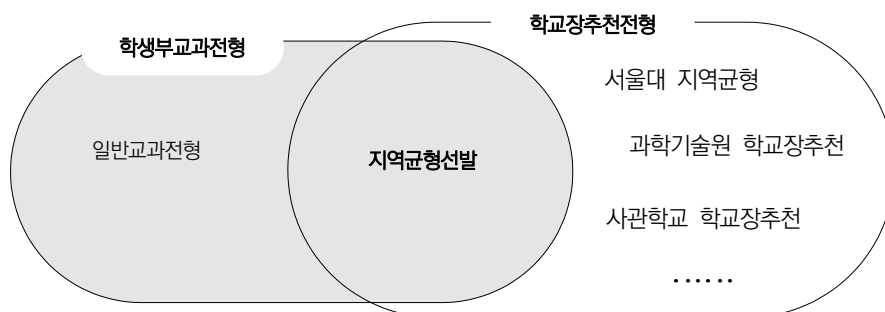 학생부교과전형
학교장추천전형
일반교과전형
지역균형선발
서울대 지역균형
과학기술원 학교장추천
사관학교 학교장추천
······